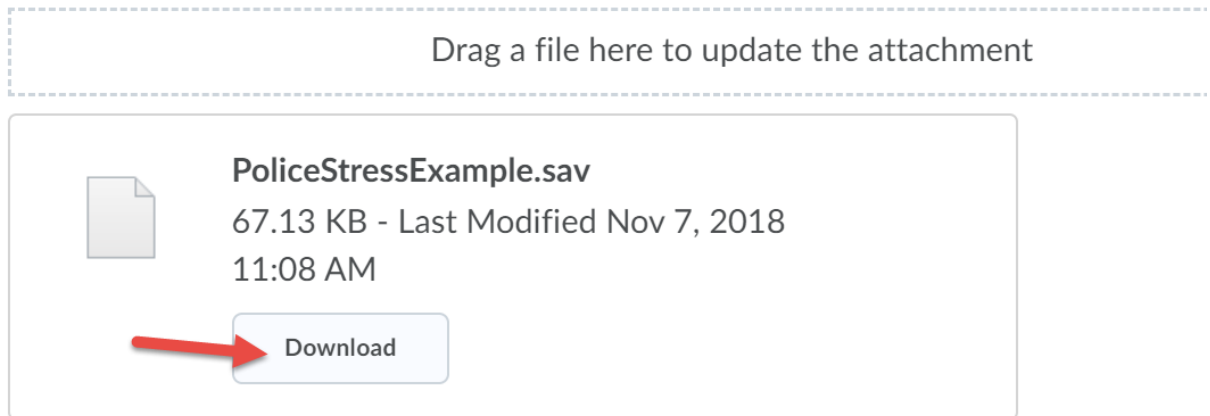 Drag a file here to update the attachment
PoliceStressExample.sav
67.13 KB - Last Modified Nov 7, 2018
11:08 AM
Download